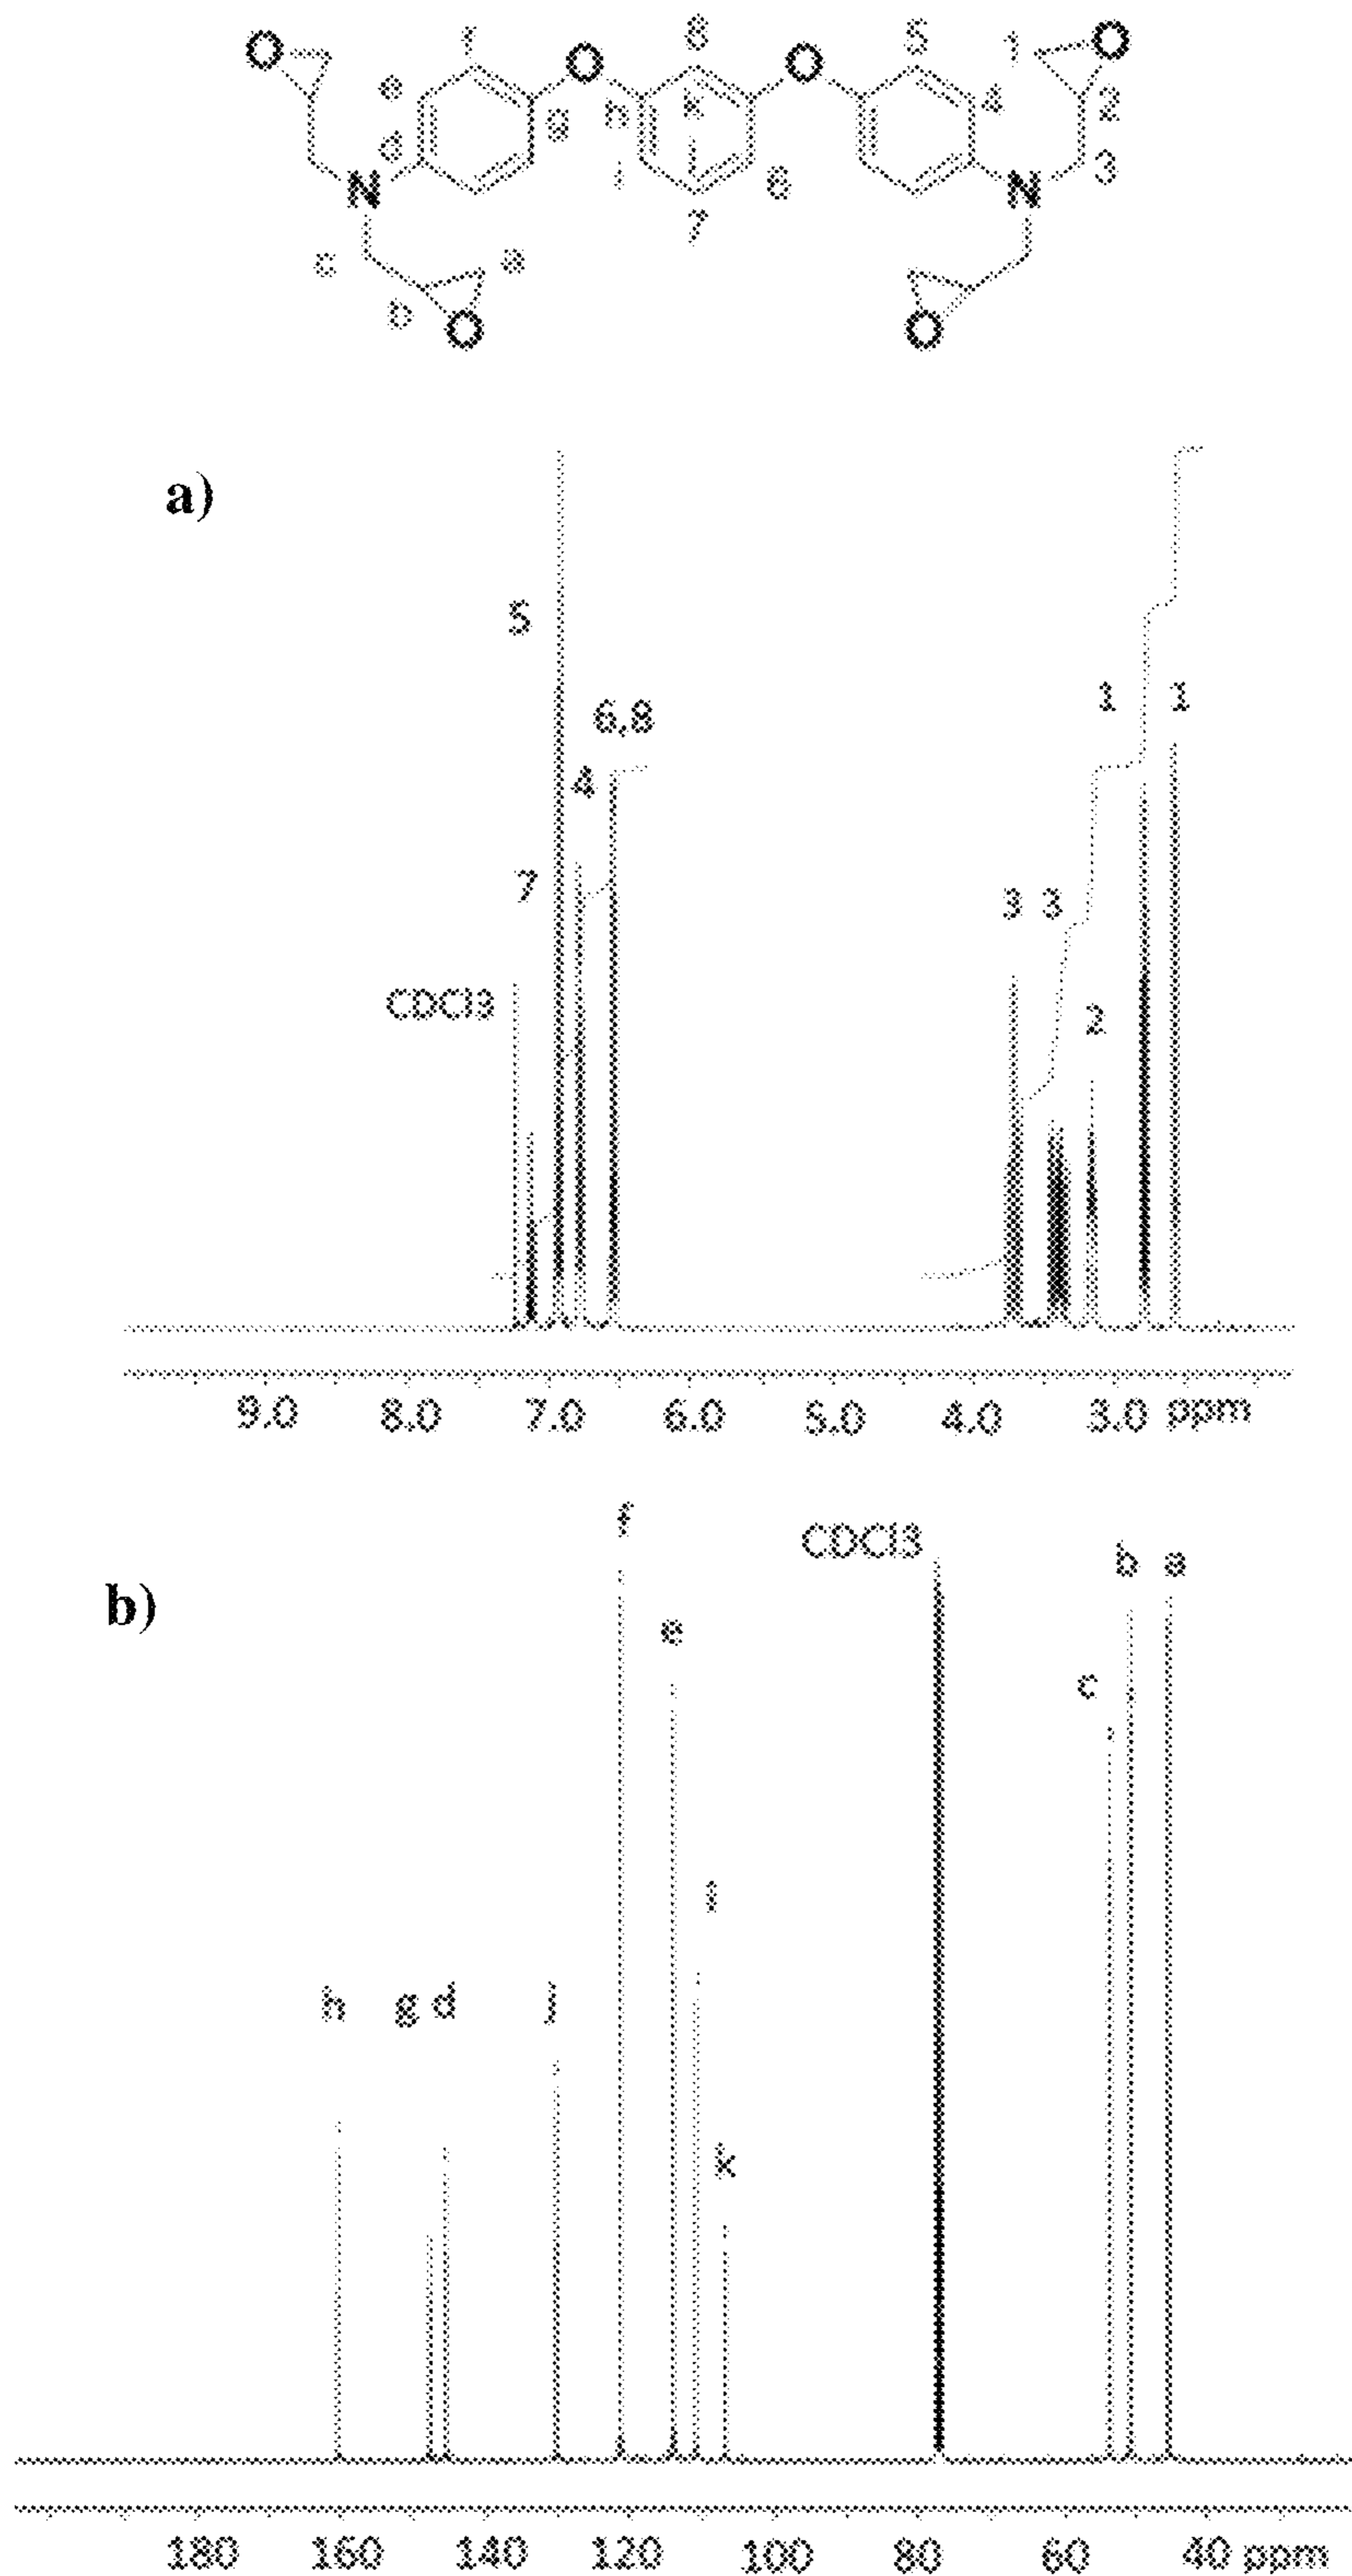 f 8 5
O O O 1 O
e 4
g h k 2
d
N i j 6 N 3
7
c a
b O O
a)
5
6,8 1 1
4
7 3 3
CDCl3 2
9.0 8.0 7.0 6.0 5.0 4.0 3.0 ppm
f CDCl3 b a
b)
e
c
i
h g d j
k
180 160 140 120 100 80 60 40 ppm